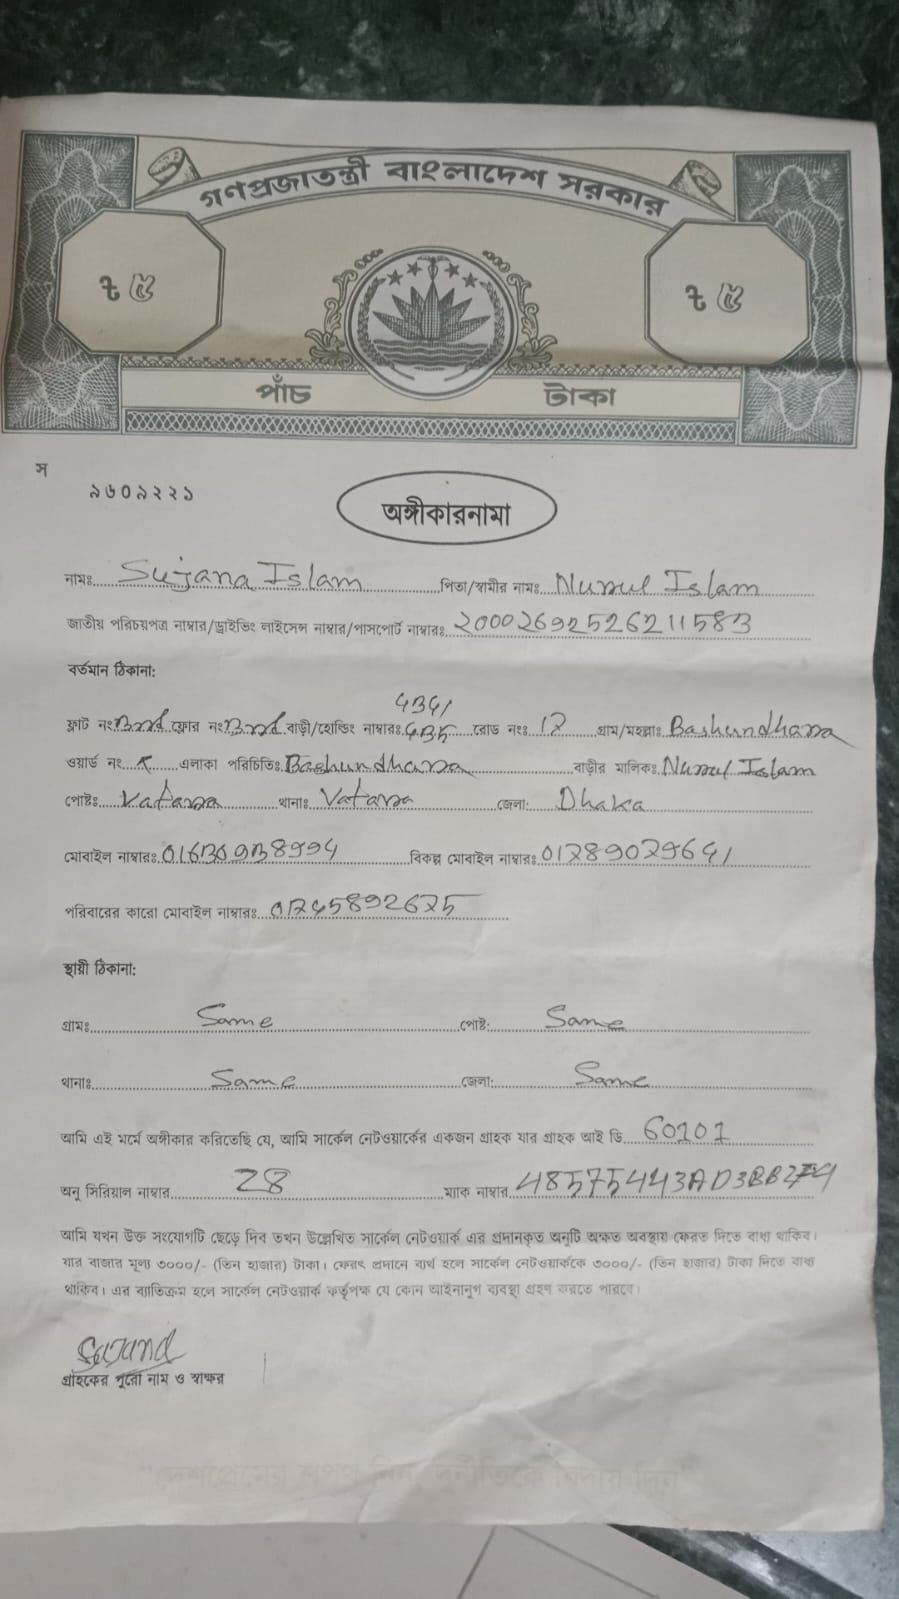 গণপ্রজাতন্ত্রী বাংলাদেশ সরকার
৳ ৫ ৳ ৫
পাঁচ টাকা
স
৯৬০৯২২১
অঙ্গীকারনামা
নামঃ Sujana Islam পিতা/স্বামীর নামঃ Nurul Islam
জাতীয় পরিচয়পত্র নাম্বার/ড্রাইভিং লাইসেন্স নাম্বার/পাসপোর্ট নাম্বারঃ 20002692526211583
বর্তমান ঠিকানা:
ফ্লাট নং 3rd ফ্লোর নং 3rd বাড়ী/হোল্ডিং নাম্বারঃ রোড নংঃ 12 গ্রাম/মহল্লাঃ Bashundhara
ওয়ার্ড নং এলাকা পরিচিতিঃ Bashundhara বাড়ীর মালিকঃ Nurul Islam
পোষ্টঃ Vatara থানাঃ Vatara জেলা: Dhaka
মোবাইল নাম্বারঃ বিকল্প মোবাইল নাম্বারঃ
পরিবারের কারো মোবাইল নাম্বারঃ
স্থায়ী ঠিকানা:
গ্রামঃ Same পোষ্ট: Same
থানাঃ Same জেলা: Same
আমি এই মর্মে অঙ্গীকার করিতেছি যে, আমি সার্কেল নেটওয়ার্কের একজন গ্রাহক যার গ্রাহক আই ডি 60101
অনু সিরিয়াল নাম্বার 28 ম্যাক নাম্বার
আমি যখন উক্ত সংযোগটি ছেড়ে দিব তখন উল্লেখিত সার্কেল নেটওয়ার্ক এর প্রদানকৃত অনুটি অক্ষত অবস্থায় ফেরত দিতে বাধ্য থাকিব।
যার বাজার মূল্য ৩০০০/- (তিন হাজার) টাকা। ফেরৎ প্রদানে ব্যর্থ হলে সার্কেল নেটওয়ার্ককে ৩০০০/- (তিন হাজার) টাকা দিতে বাধ্য
থাকিব। এর ব্যতিক্রম হলে সার্কেল নেটওয়ার্ক কর্তৃপক্ষ যে কোন আইনানুগ ব্যবস্থা গ্রহণ করতে পারবে।
গ্রাহকের পুরো নাম ও স্বাক্ষর
"দেশপ্রেমের শপথ নিন, দুর্নীতিকে বিদায় দিন"